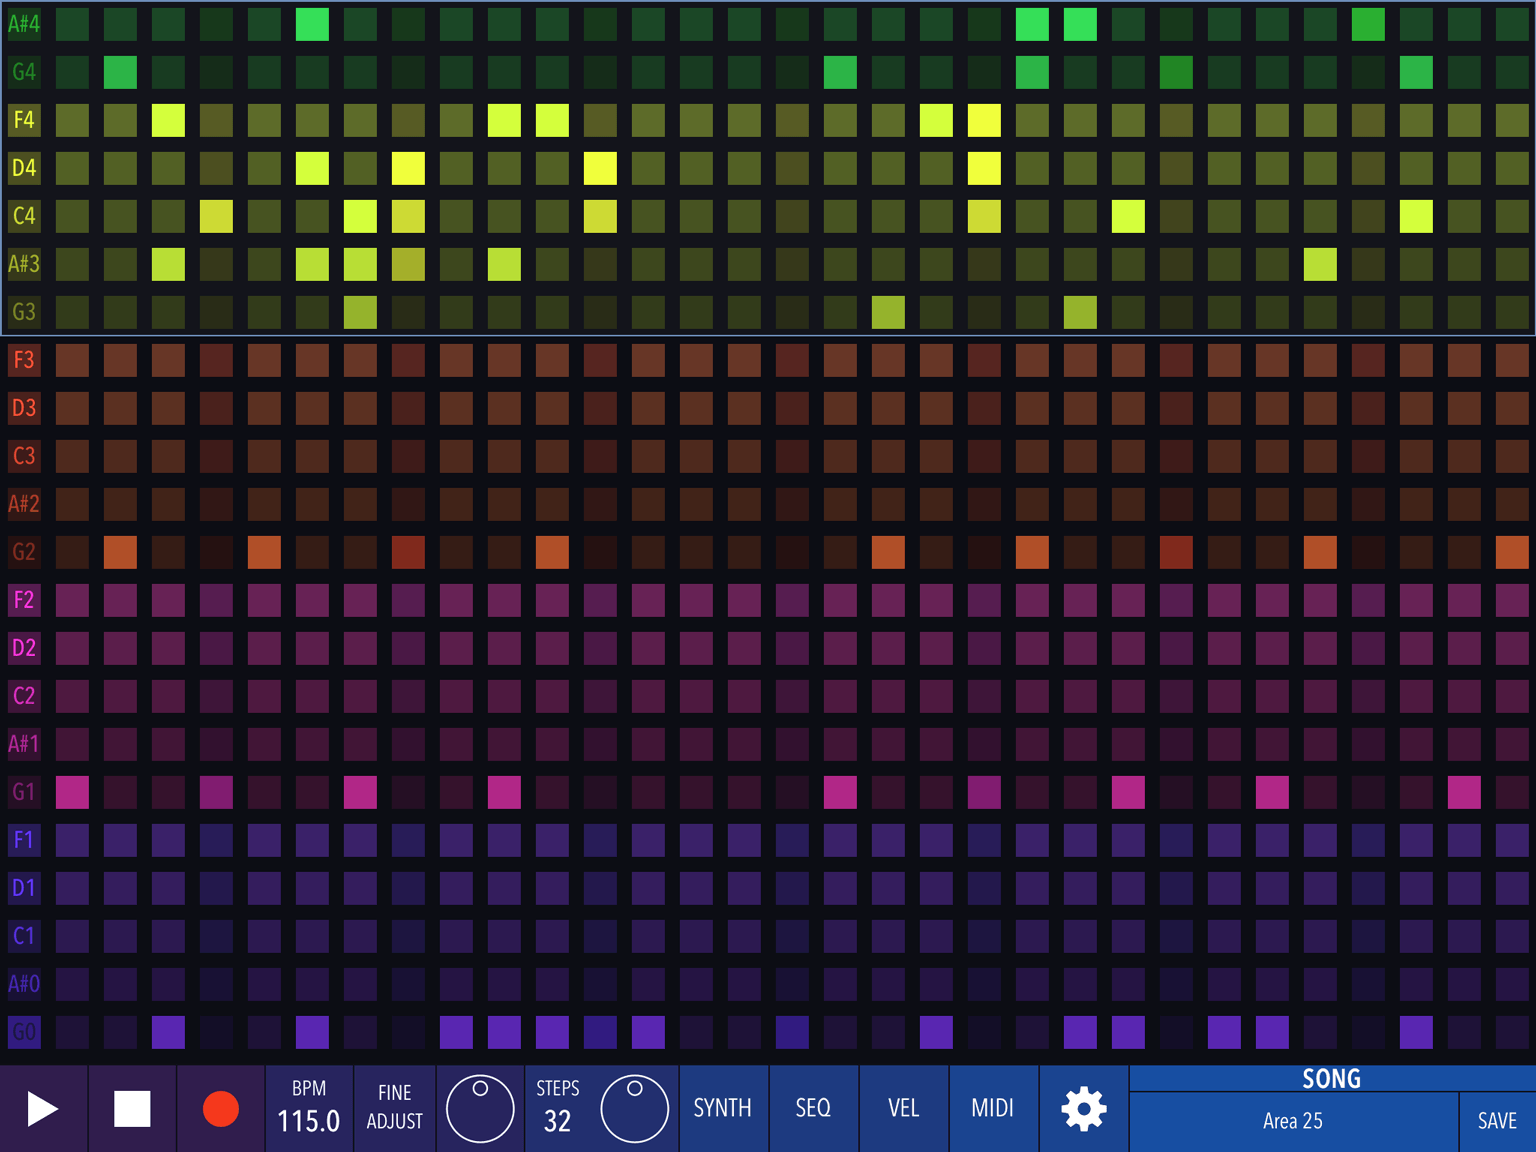 A#4
G4
F4
D4
C4
A#3
G3
F3
D3
C3
A#2
G2
F2
D2
C2
A#1
G1
F1
D1
C1
A#0
G0
BPM
115.0
FINE
ADJUST
STEPS
32
SYNTH
SEQ
VEL
MIDI
SONG
Area 25
SAVE